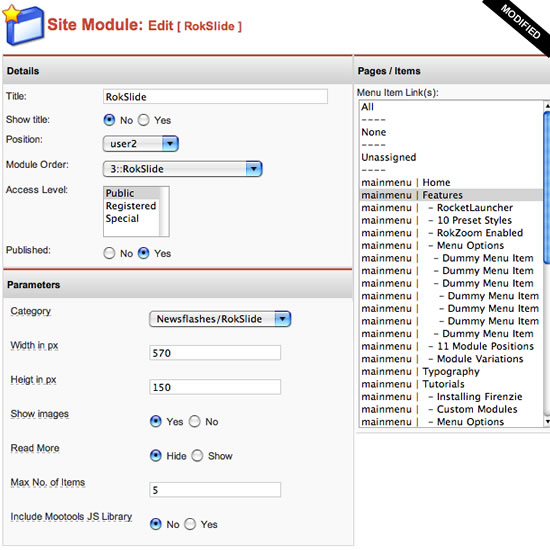 Site Module: Edit [ RokSlide ]
MODIFIED
Details
Title: RokSlide
Show title: No Yes
Position: user2
Module Order: 3::RokSlide
Access Level: Public
Registered
Special
Published: No Yes
Parameters
Category Newsflashes/RokSlide
Width in px 570
Heigt in px 150
Show images Yes No
Read More Hide Show
Max No. of Items 5
Include Mootools JS Library No Yes
Pages / Items
Menu Item Link(s):
All
----
None
----
Unassigned
----
mainmenu | Home
mainmenu | Features
mainmenu | - RocketLauncher
mainmenu | - 10 Preset Styles
mainmenu | - RokZoom Enabled
mainmenu | - Menu Options
mainmenu | - Dummy Menu Item
mainmenu | - Dummy Menu Item
mainmenu | - Dummy Menu Item
mainmenu | - Dummy Menu Item
mainmenu | - Dummy Menu Item
mainmenu | - Dummy Menu Item
mainmenu | - Dummy Menu Item
mainmenu | - 11 Module Positions
mainmenu | - Module Variations
mainmenu | Typography
mainmenu | Tutorials
mainmenu | - Installing Firenzie
mainmenu | - Custom Modules
mainmenu | - Menu Options